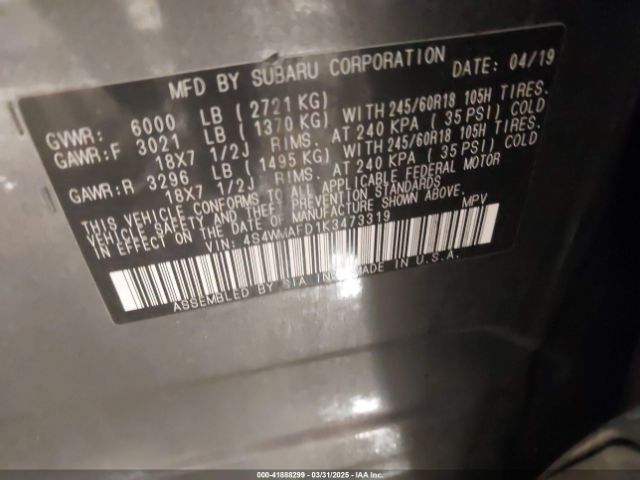 MFD BY SUBARU CORPORATION DATE: 04/19
GVWR: 6000 LB ( 2721 KG)
GAWR:F 3021 LB ( 1370 KG) WITH 245/60R18 105H TIRES.
18X7 1/2J RIMS. AT 240 KPA ( 35 PSI) COLD
GAWR:R 3296 LB ( 1495 KG) WITH 245/60R18 105H TIRES.
18X7 1/2J RIMS. AT 240 KPA ( 35 PSI) COLD
THIS VEHICLE CONFORMS TO ALL APPLICABLE FEDERAL MOTOR
VEHICLE SAFETY AND THEFT PREVENTION STANDARDS
IN EFFECT ON THE DATE OF MANUFACTURE SHOWN ABOVE.
VIN: 4S4WMAFD1K3473319 MPV
ASSEMBLED BY SIA INC. MADE IN U.S.A.
000-41888299 - 03/31/2025 - IAA Inc.